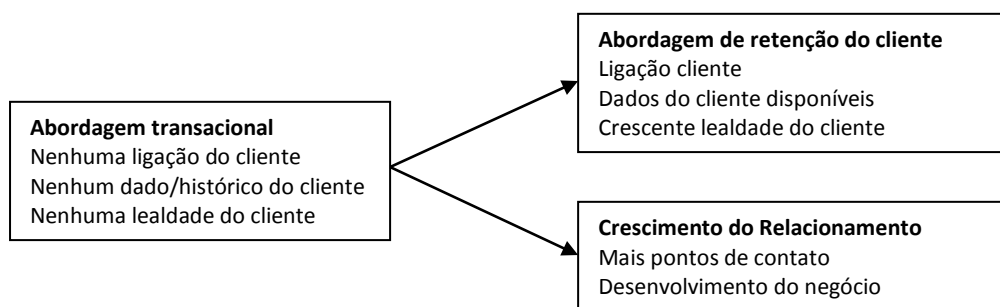 Abordagem transacional
Nenhuma ligação do cliente
Nenhum dado/histórico do cliente
Nenhuma lealdade do cliente
Abordagem de retenção do cliente
Ligação cliente
Dados do cliente disponíveis
Crescente lealdade do cliente
Crescimento do Relacionamento
Mais pontos de contato
Desenvolvimento do negócio